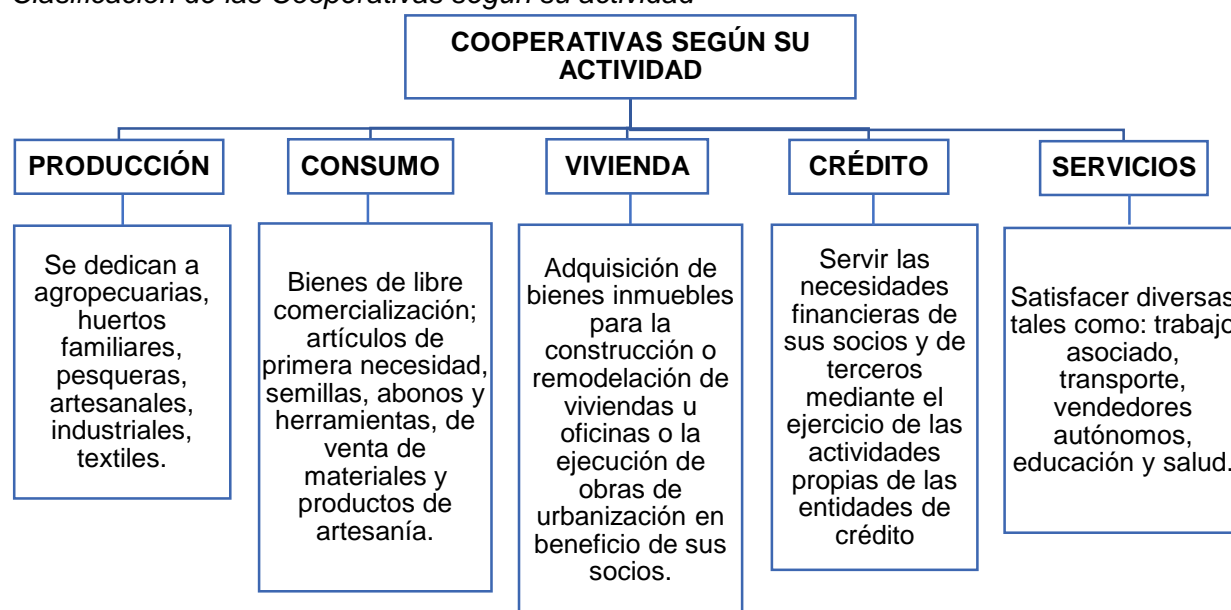 Clasificación de las Cooperativas según su actividad
COOPERATIVAS SEGÚN SU
ACTIVIDAD
PRODUCCIÓN
Se dedican a
agropecuarias,
huertos
familiares,
pesqueras,
artesanales,
industriales,
textiles.
CONSUMO
Bienes de libre
comercialización;
artículos de
primera necesidad,
semillas, abonos y
herramientas, de
venta de
materiales y
productos de
artesanía.
VIVIENDA
Adquisición de
bienes inmuebles
para la
construcción o
remodelación de
viviendas u
oficinas o la
ejecución de
obras de
urbanización en
beneficio de sus
socios.
CRÉDITO
Servir las
necesidades
financieras de
sus socios y de
terceros
mediante el
ejercicio de las
actividades
propias de las
entidades de
crédito
SERVICIOS
Satisfacer diversas
tales como: trabajo
asociado,
transporte,
vendedores
autónomos,
educación y salud.